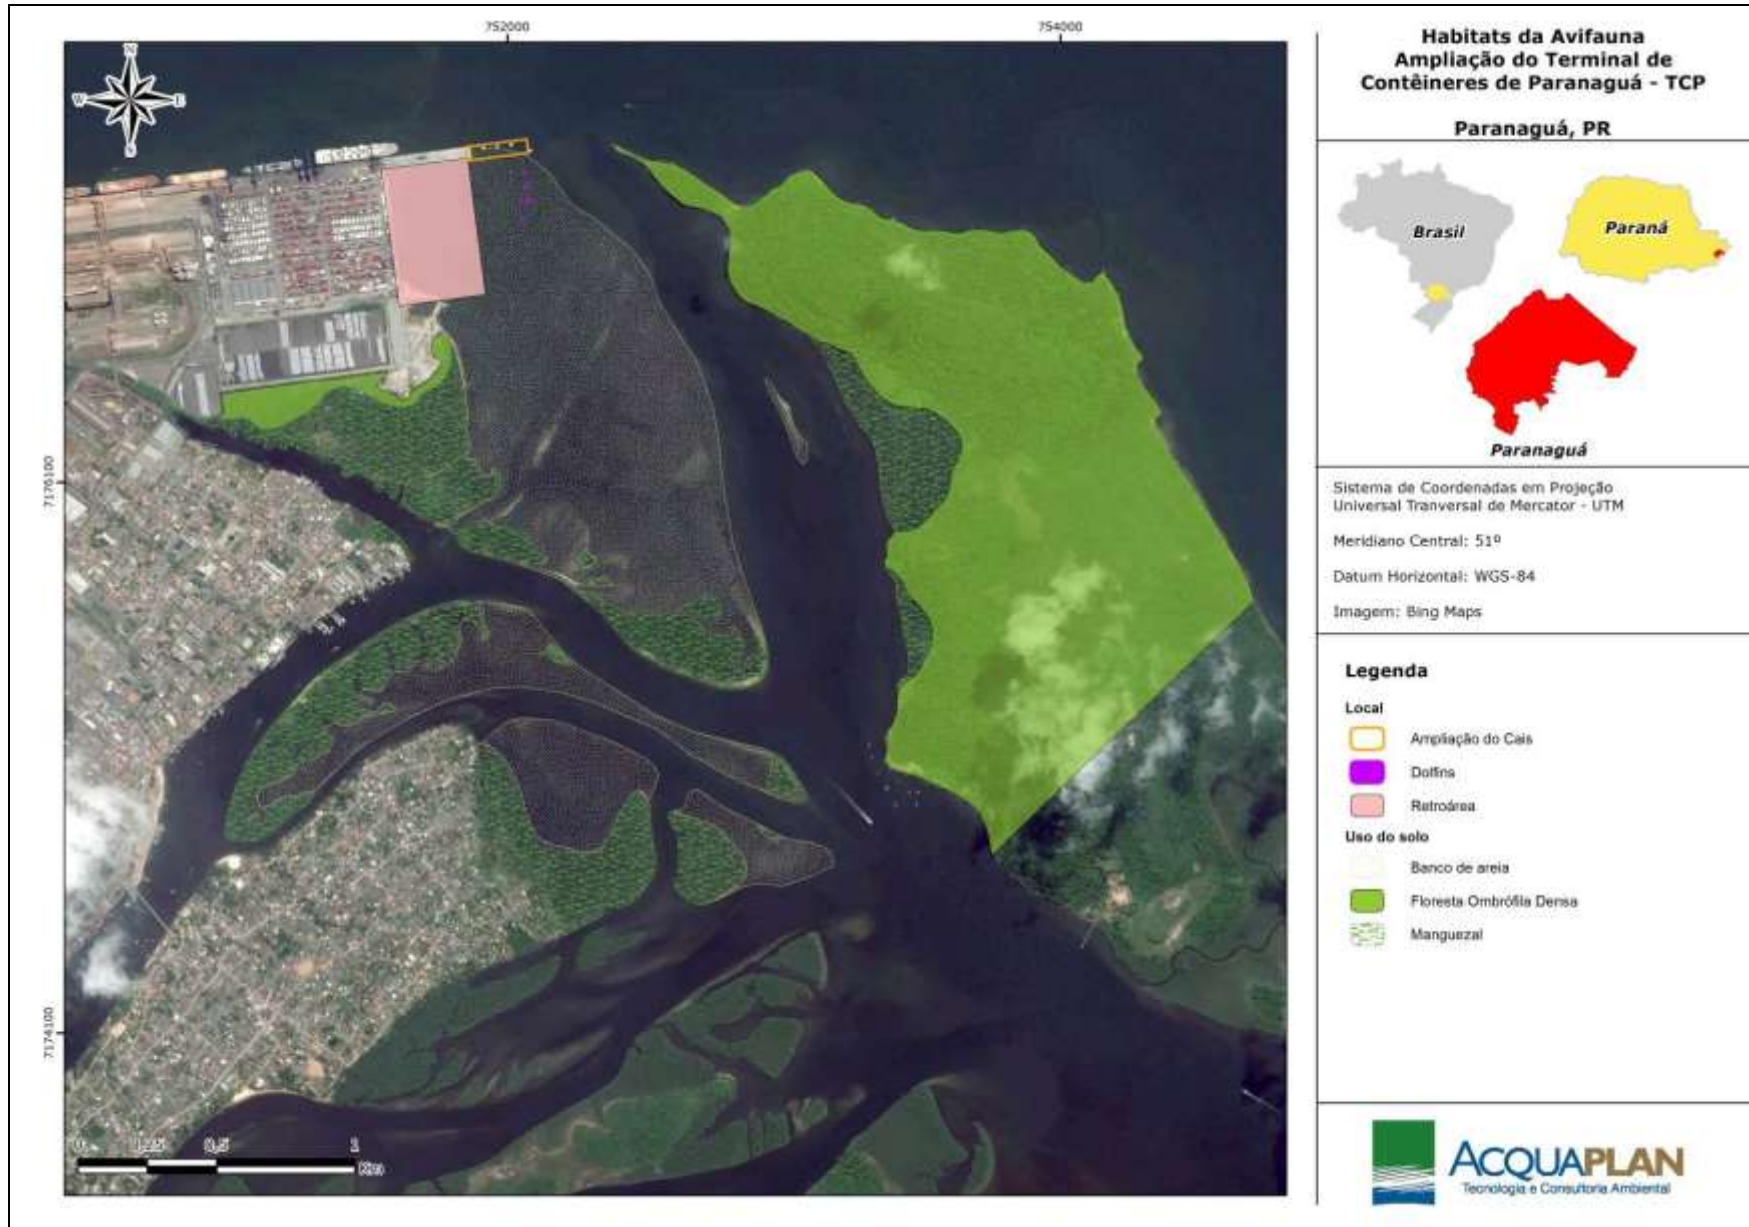 752000
754000
7176100
7174100
N
W
E
S
0 0,25 0,5 1
Km
Habitats da Avifauna
Ampliação do Terminal de
Contêineres de Paranaguá - TCP
Paranaguá, PR
Brasil
Paraná
Paranaguá
Sistema de Coordenadas em Projeção
Universal Tranversal de Mercator - UTM
Meridiano Central: 51º
Datum Horizontal: WGS-84
Imagem: Bing Maps
Legenda
Local
Ampliação do Cais
Dolfins
Retroárea
Uso do solo
Banco de areia
Floresta Ombrófila Densa
Manguezal
ACQUAPLAN
Tecnologia e Consultoria Ambiental